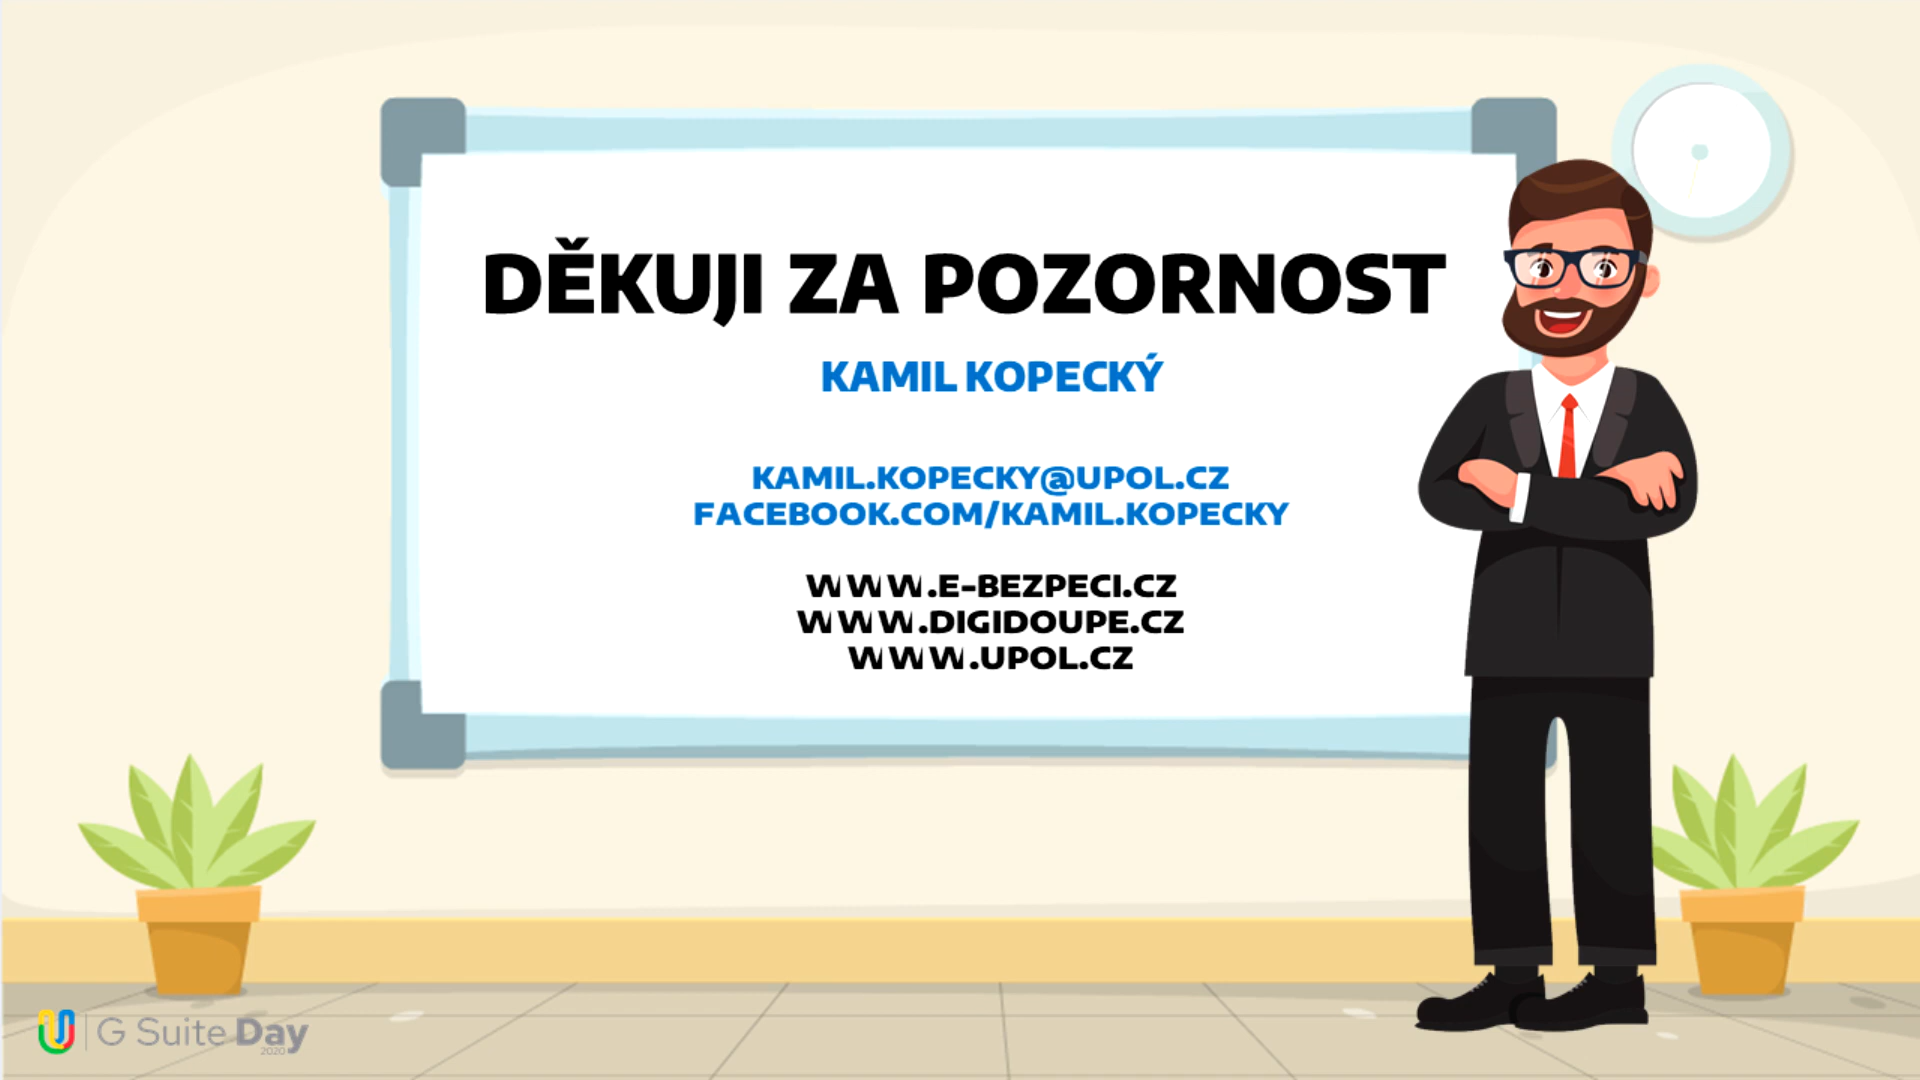 DĚKUJI ZA POZORNOST
KAMIL KOPECKÝ
KAMIL.KOPECKY@UPOL.CZ
FACEBOOK.COM/KAMIL.KOPECKY
WWW.E-BEZPECI.CZ
WWW.DIGIDOUPE.CZ
WWW.UPOL.CZ
G Suite Day
2020